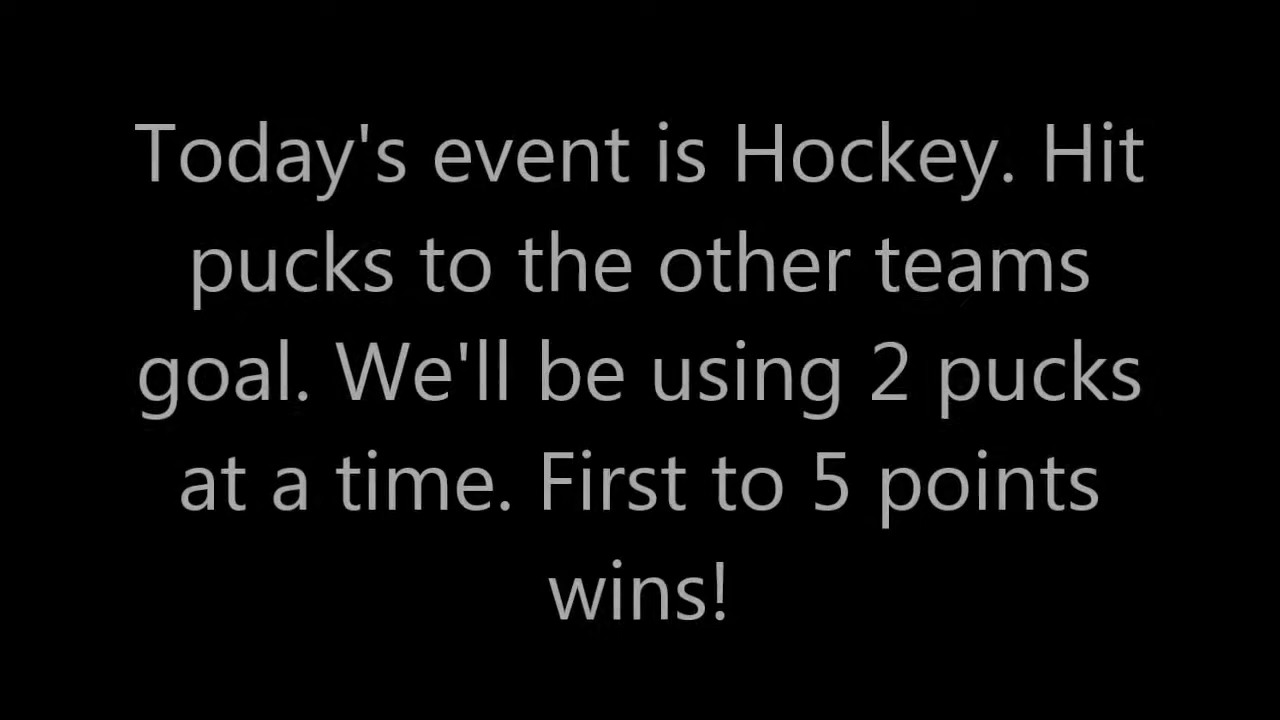 Today's event is Hockey. Hit
pucks to the other teams
goal. We'll be using 2 pucks
at a time. First to 5 points
wins!